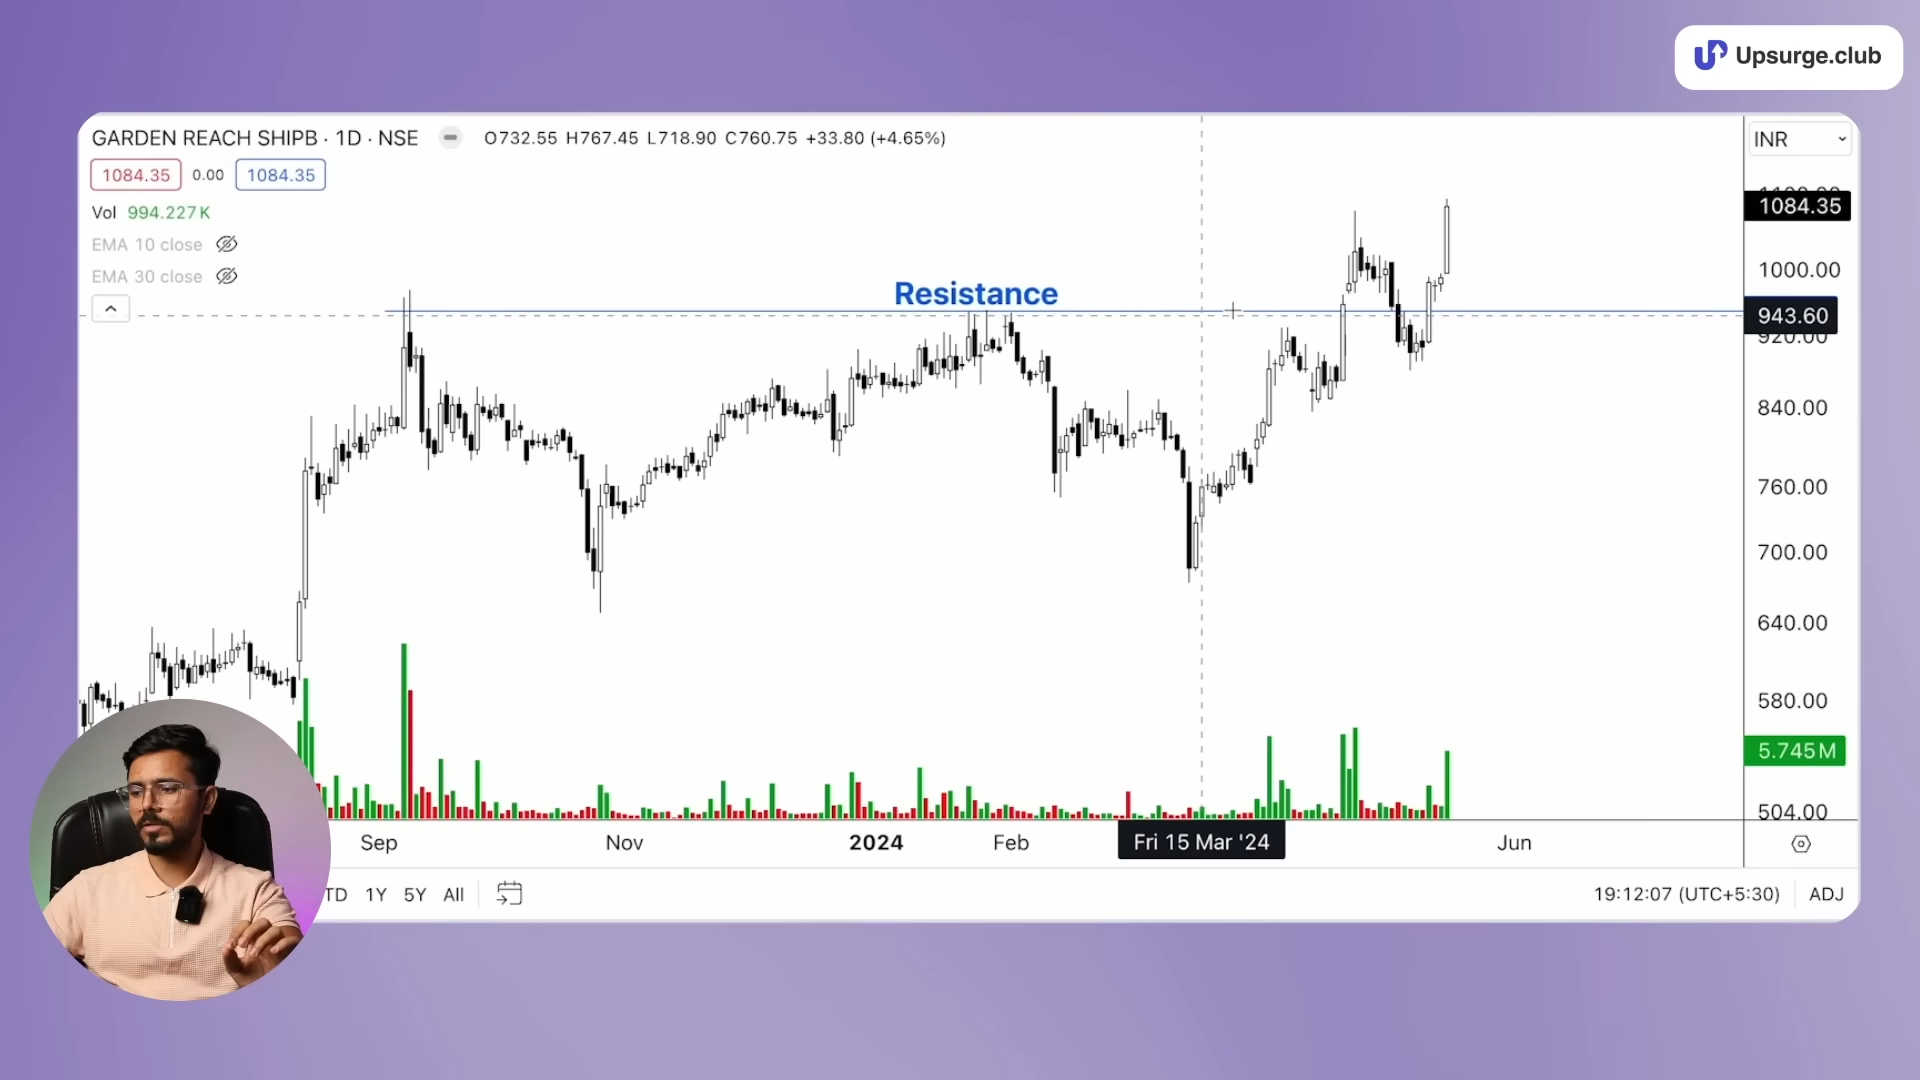 Upsurge.club
GARDEN REACH SHIPB · 1D · NSE O732.55 H767.45 L718.90 C760.75 +33.80 (+4.65%)
INR
1084.35 0.00 1084.35
1084.35
Vol 994.227K
EMA 10 close
EMA 30 close
1000.00
Resistance
943.60
920.00
840.00
760.00
700.00
640.00
580.00
5.745M
504.00
Sep Nov 2024 Feb Fri 15 Mar '24 Jun
TD 1Y 5Y All 19:12:07 (UTC+5:30) ADJ